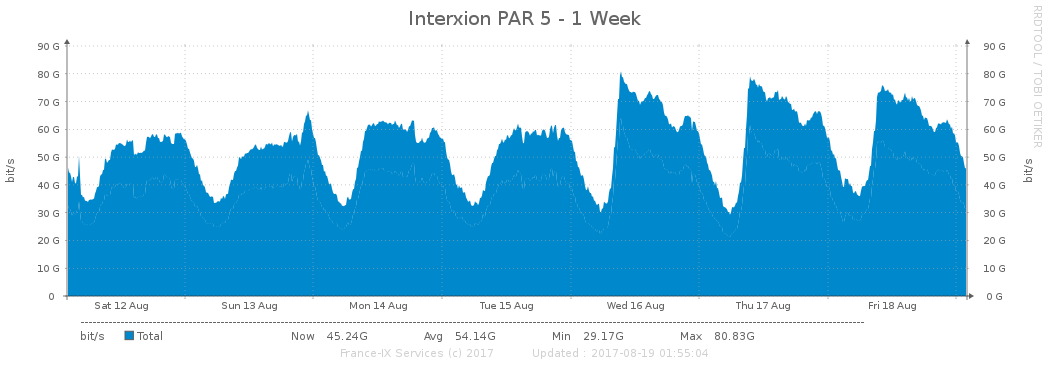 Interxion PAR 5 - 1 Week
RRDTOOL / TOBI OETIKER
bit/s
90 G 90 G
80 G 80 G
70 G 70 G
60 G 60 G
50 G 50 G
40 G 40 G
30 G 30 G
20 G 20 G
10 G 10 G
0 0 G
bit/s
Sat 12 Aug Sun 13 Aug Mon 14 Aug Tue 15 Aug Wed 16 Aug Thu 17 Aug Fri 18 Aug
bit/s Total Now 45.24G Avg 54.14G Min 29.17G Max 80.83G
France-IX Services (c) 2017 Updated : 2017-08-19 01:55:04